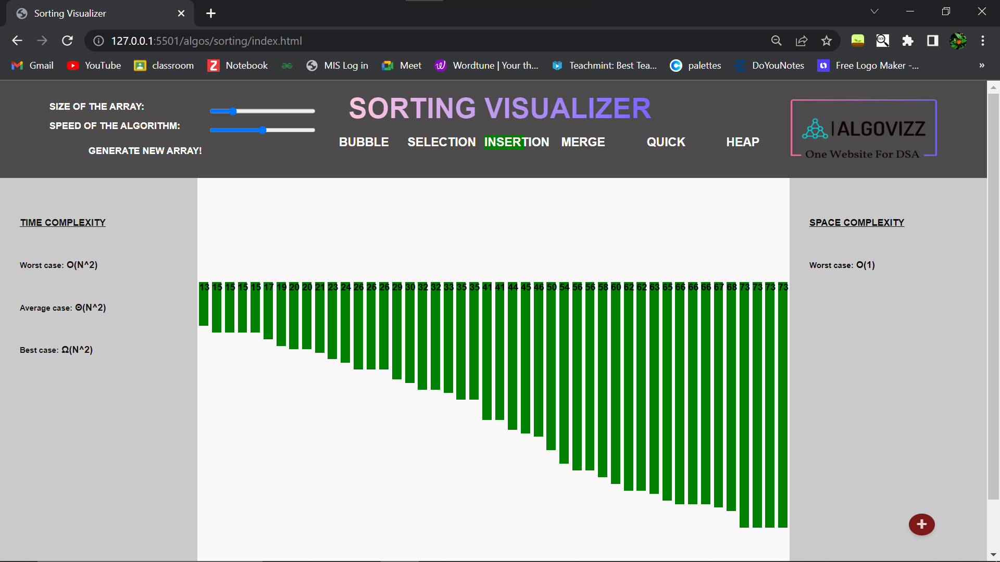 Sorting Visualizer
127.0.0.1:5501/algos/sorting/index.html
Gmail YouTube classroom Notebook MIS Log in Meet Wordtune | Your th... Teachmint: Best Tea... palettes DoYouNotes Free Logo Maker -... »
SIZE OF THE ARRAY:
SPEED OF THE ALGORITHM:
GENERATE NEW ARRAY!
SORTING VISUALIZER
BUBBLE SELECTION INSERTION MERGE QUICK HEAP
ALGOVIZZ
One Website For DSA
TIME COMPLEXITY
Worst case: O(N^2)
Average case: Θ(N^2)
Best case: Ω(N^2)
13 15 15 15 15 17 19 20 20 21 23 24 26 26 26 29 30 32 32 33 35 35 41 41 44 45 46 50 54 56 56 58 60 62 62 63 65 66 66 66 67 68 73 73 73 73
SPACE COMPLEXITY
Worst case: O(1)
+